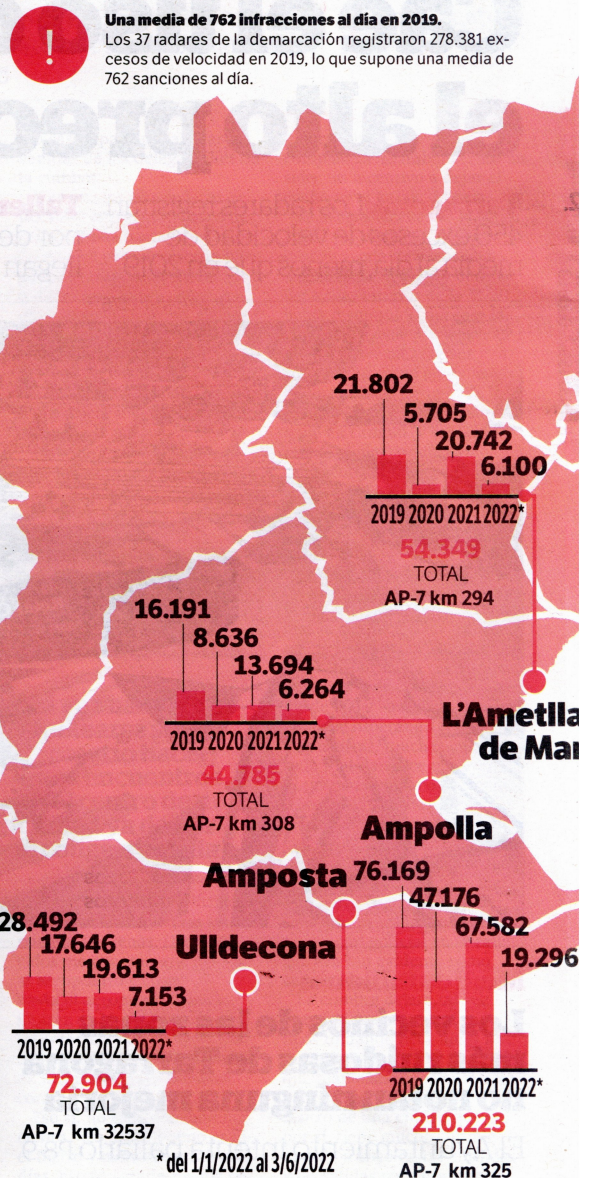 !
Una media de 762 infracciones al día en 2019.
Los 37 radares de la demarcación registraron 278.381 ex-
cesos de velocidad en 2019, lo que supone una media de
762 sanciones al día.
21.802
5.705
20.742
6.100
2019 2020 2021 2022*
54.349
TOTAL
AP-7 km 294
16.191
8.636
13.694
6.264
2019 2020 2021 2022*
44.785
TOTAL
AP-7 km 308
L'Ametlla
de Mar
Ampolla
Amposta
76.169
47.176
67.582
19.296
2019 2020 2021 2022*
210.223
TOTAL
AP-7 km 325
Ulldecona
28.492
17.646
19.613
7.153
2019 2020 2021 2022*
72.904
TOTAL
AP-7 km 32537
* del 1/1/2022 al 3/6/2022